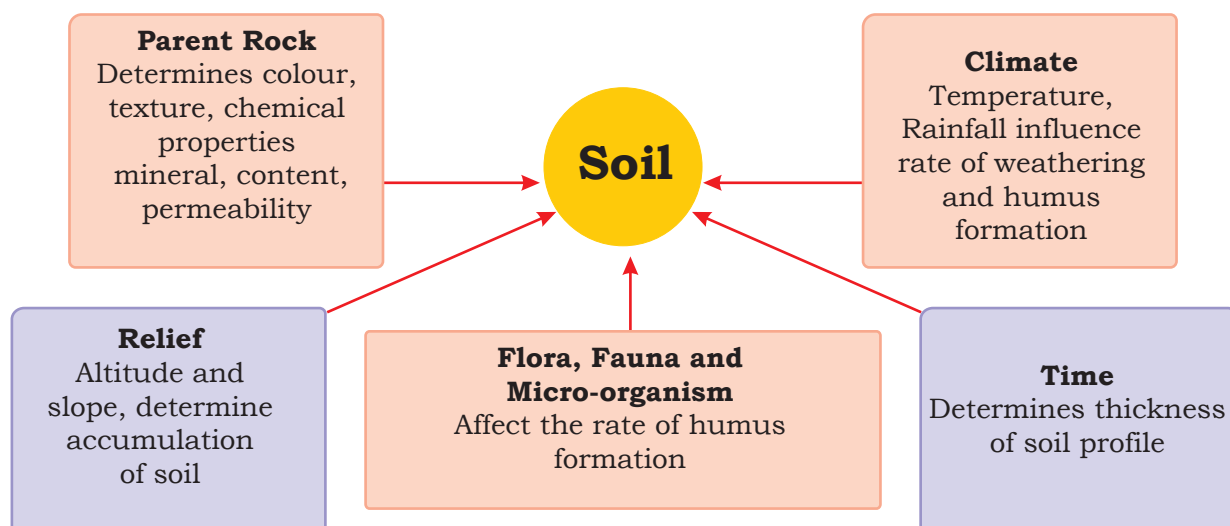 Parent Rock
Determines colour,
texture, chemical
properties
mineral, content,
permeability
Soil
Climate
Temperature,
Rainfall influence
rate of weathering
and humus
formation
Relief
Altitude and
slope, determine
accumulation
of soil
Flora, Fauna and
Micro-organism
Affect the rate of humus
formation
Time
Determines thickness
of soil profile